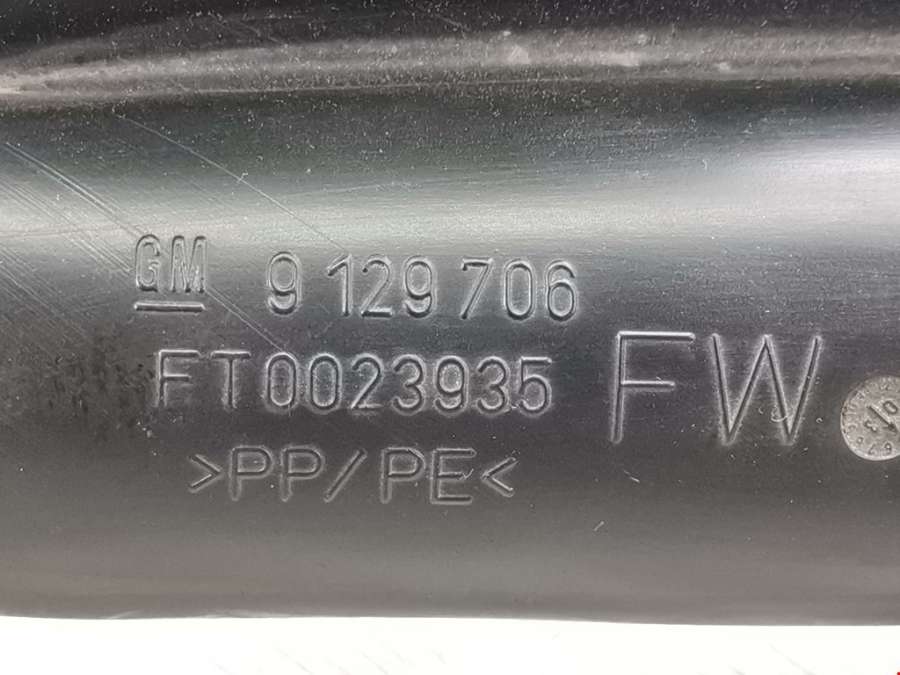 GM 9 129 706
FT0023935 FW
>PP/PE<